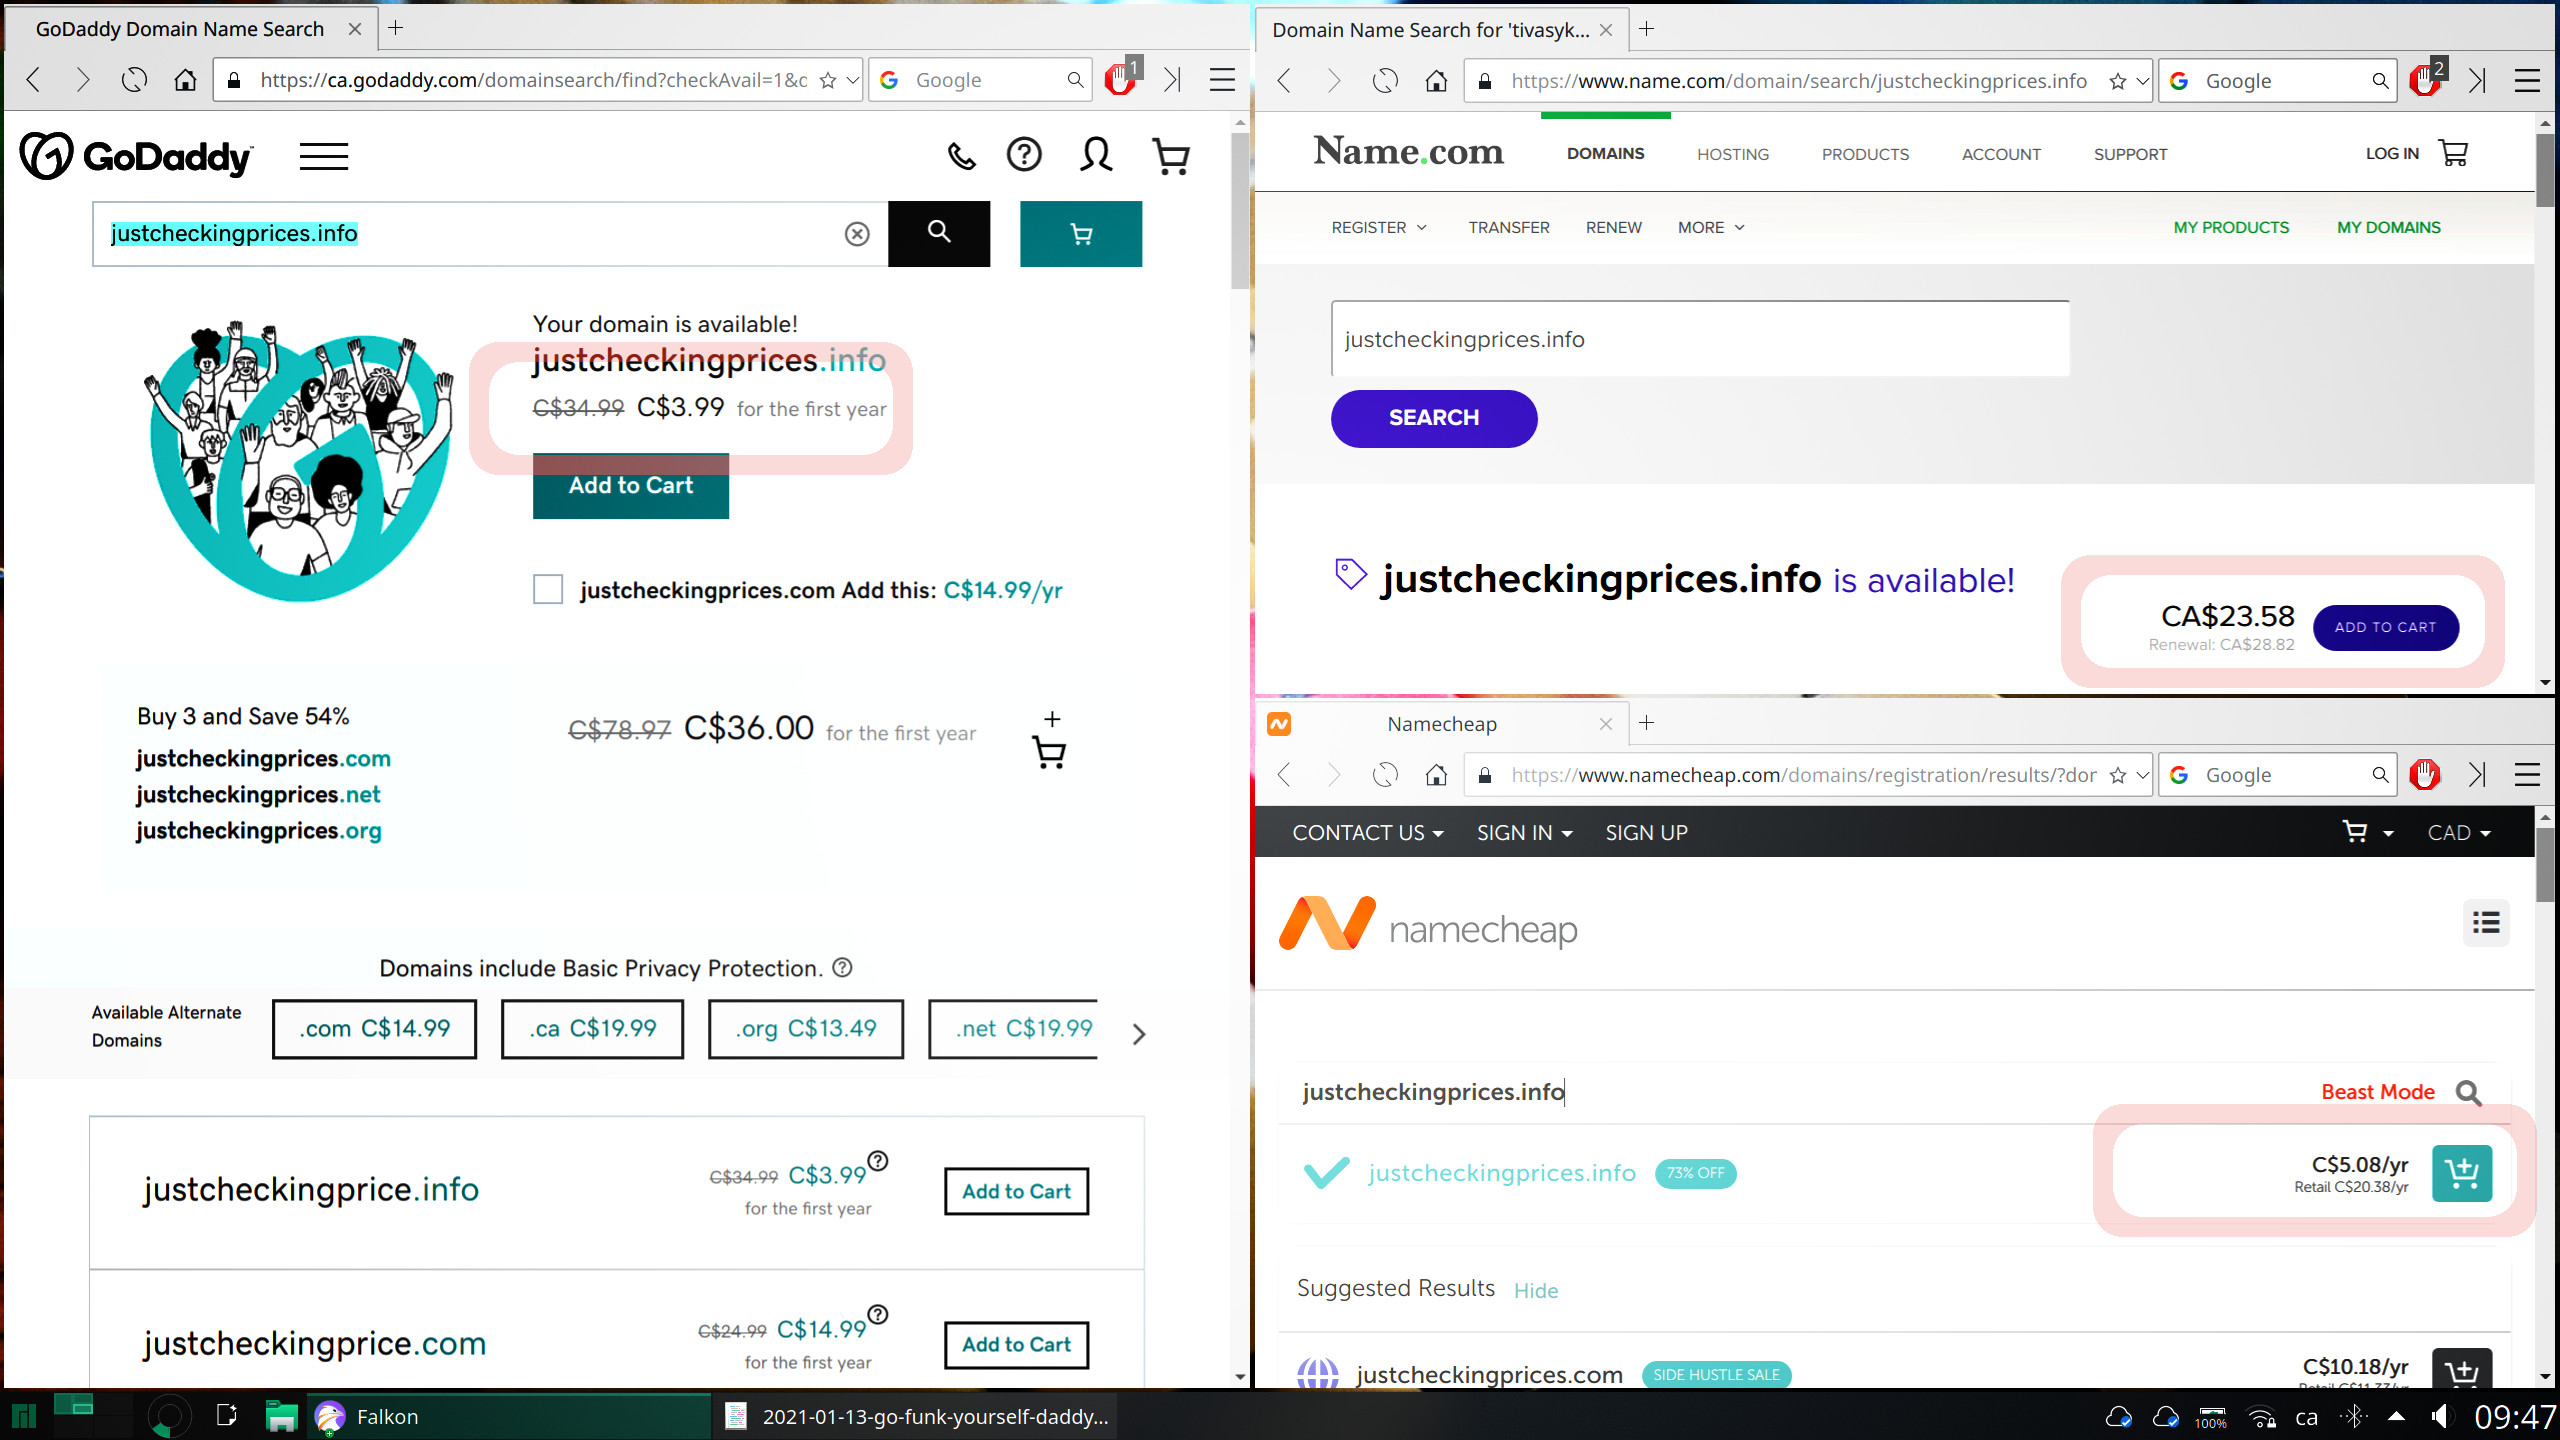 GoDaddy Domain Name Search
https://ca.godaddy.com/domainsearch/find?checkAvail=1&d
Google
1
GoDaddy
justcheckingprices.info
Your domain is available!
justcheckingprices.info
C$34.99 C$3.99 for the first year
Add to Cart
justcheckingprices.com Add this: C$14.99/yr
Buy 3 and Save 54%
C$78.97 C$36.00 for the first year
justcheckingprices.com
justcheckingprices.net
justcheckingprices.org
Domains include Basic Privacy Protection.
Available Alternate
Domains
.com C$14.99
.ca C$19.99
.org C$13.49
.net C$19.99
justcheckingprice.info
C$34.99 C$3.99
for the first year
Add to Cart
justcheckingprice.com
C$24.99 C$14.99
for the first year
Add to Cart
Domain Name Search for 'tivasyk...
https://www.name.com/domain/search/justcheckingprices.info
Google
2
Name.com
DOMAINS
HOSTING
PRODUCTS
ACCOUNT
SUPPORT
LOG IN
REGISTER
TRANSFER
RENEW
MORE
MY PRODUCTS
MY DOMAINS
justcheckingprices.info
SEARCH
justcheckingprices.info is available!
CA$23.58
Renewal: CA$28.82
ADD TO CART
Namecheap
https://www.namecheap.com/domains/registration/results/?dor
Google
CONTACT US
SIGN IN
SIGN UP
CAD
namecheap
justcheckingprices.info
Beast Mode
justcheckingprices.info
73% OFF
C$5.08/yr
Retail C$20.38/yr
Suggested Results
Hide
justcheckingprices.com
SIDE HUSTLE SALE
C$10.18/yr
Retail C$11.33/yr
Falkon
2021-01-13-go-funk-yourself-daddy...
100%
ca
09:47